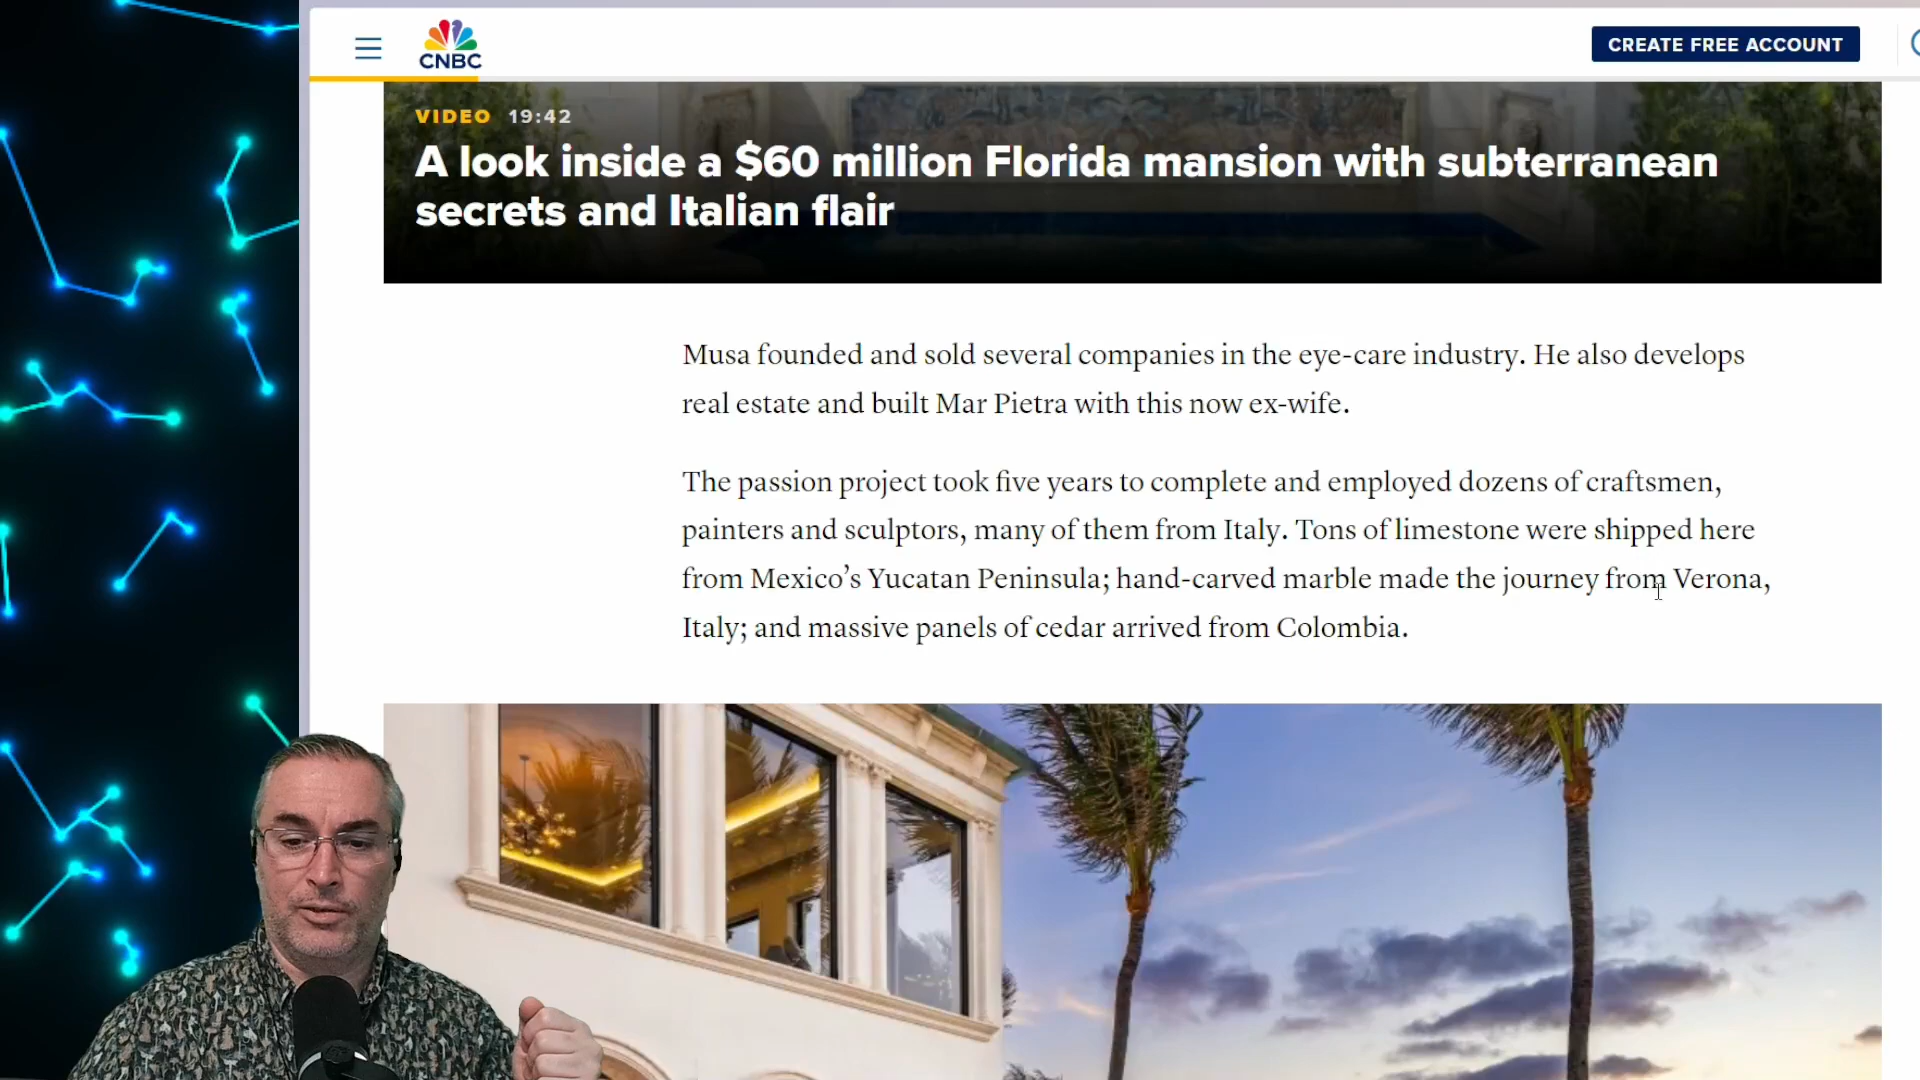 CNBC
CREATE FREE ACCOUNT
VIDEO 19:42
A look inside a $60 million Florida mansion with subterranean
secrets and Italian flair
Musa founded and sold several companies in the eye-care industry. He also develops
real estate and built Mar Pietra with this now ex-wife.
The passion project took five years to complete and employed dozens of craftsmen,
painters and sculptors, many of them from Italy. Tons of limestone were shipped here
from Mexico’s Yucatan Peninsula; hand-carved marble made the journey from Verona,
Italy; and massive panels of cedar arrived from Colombia.